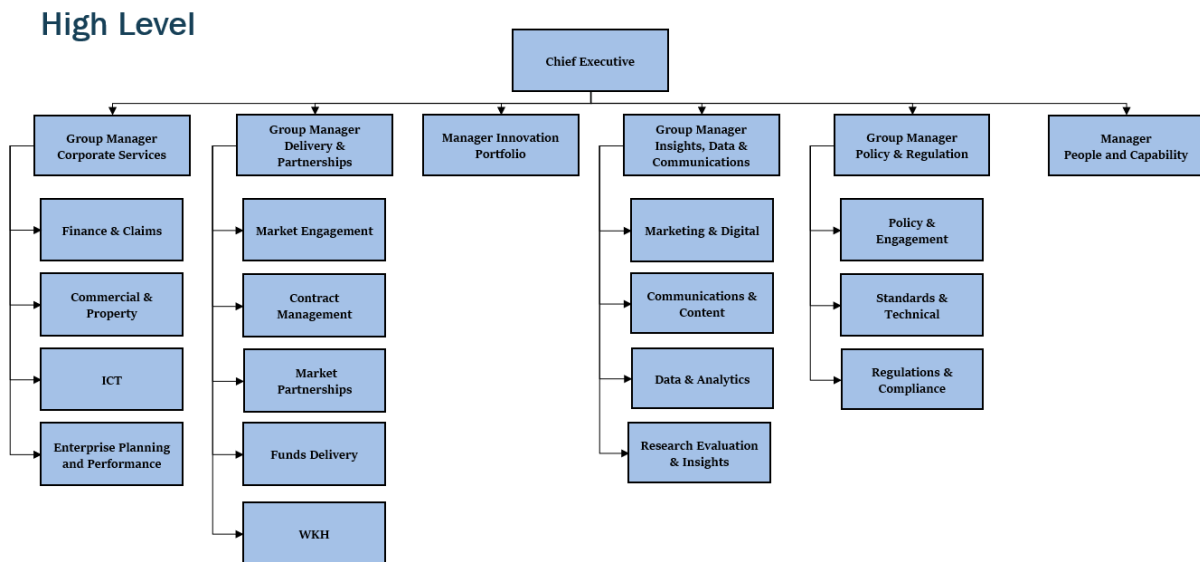 High Level
Chief Executive
Group Manager
Corporate Services
Group Manager
Delivery &
Partnerships
Manager Innovation
Portfolio
Group Manager
Insights, Data &
Communications
Group Manager
Policy & Regulation
Manager
People and Capability
Finance & Claims
Commercial &
Property
ICT
Enterprise Planning
and Performance
Market Engagement
Contract
Management
Market
Partnerships
Funds Delivery
WKH
Marketing & Digital
Communications &
Content
Data & Analytics
Research Evaluation
& Insights
Policy &
Engagement
Standards &
Technical
Regulations &
Compliance